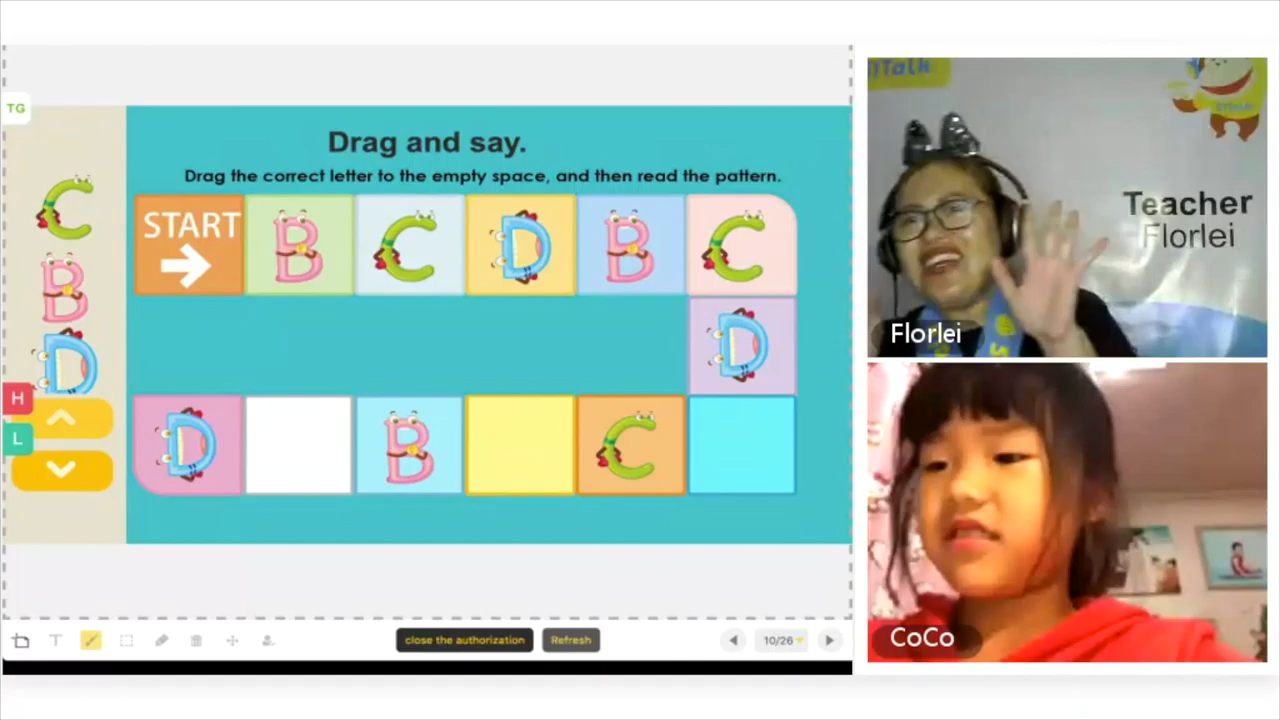 TG
Drag and say.
Drag the correct letter to the empty space, and then read the pattern.
C
B
D
START
B
C
D
B
C
D
D
B
C
H
L
T
close the authorization
Refresh
10/26
Talk
Teacher
Florlei
Florlei
CoCo